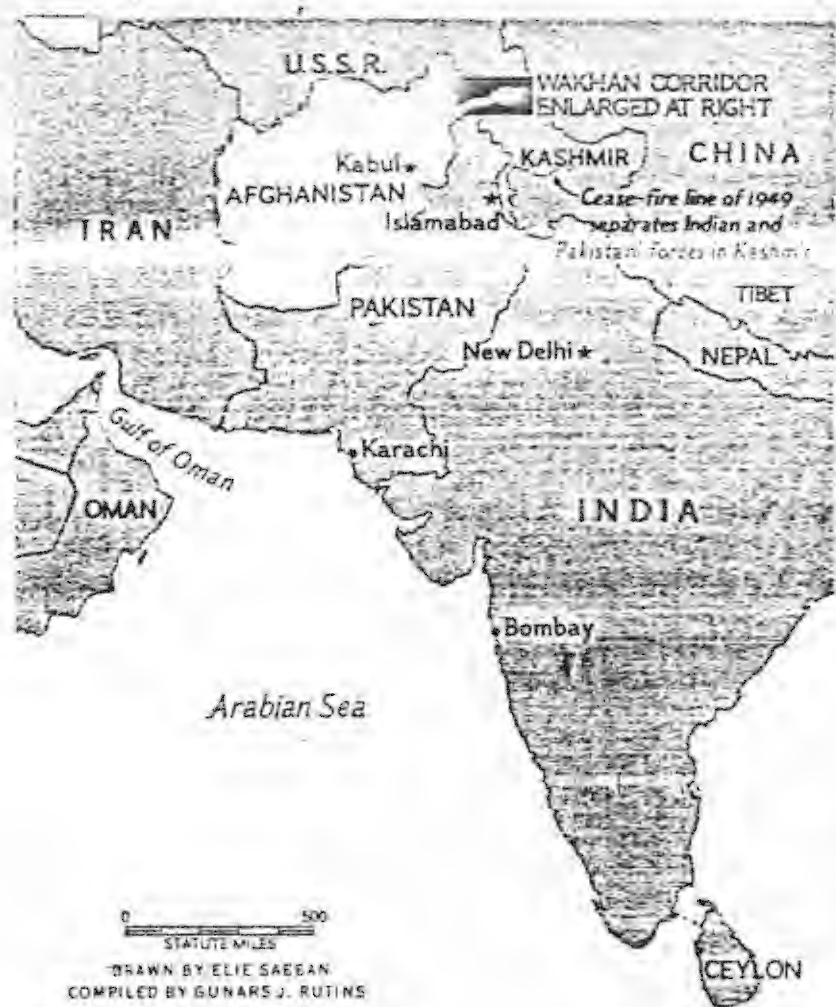 U.S.S.R.
WAKHAN CORRIDOR
ENLARGED AT RIGHT
Kabul
KASHMIR
CHINA
AFGHANISTAN
Cease-fire line of 1949
separates Indian and
Pakistani forces in Kashmir
Islamabad
IRAN
TIBET
PAKISTAN
New Delhi
NEPAL
Gulf of Oman
Karachi
OMAN
INDIA
Bombay
Arabian Sea
0 500
STATUTE MILES
DRAWN BY ELIE SABBAN
COMPILED BY GUNARS J. RUTINS
CEYLON